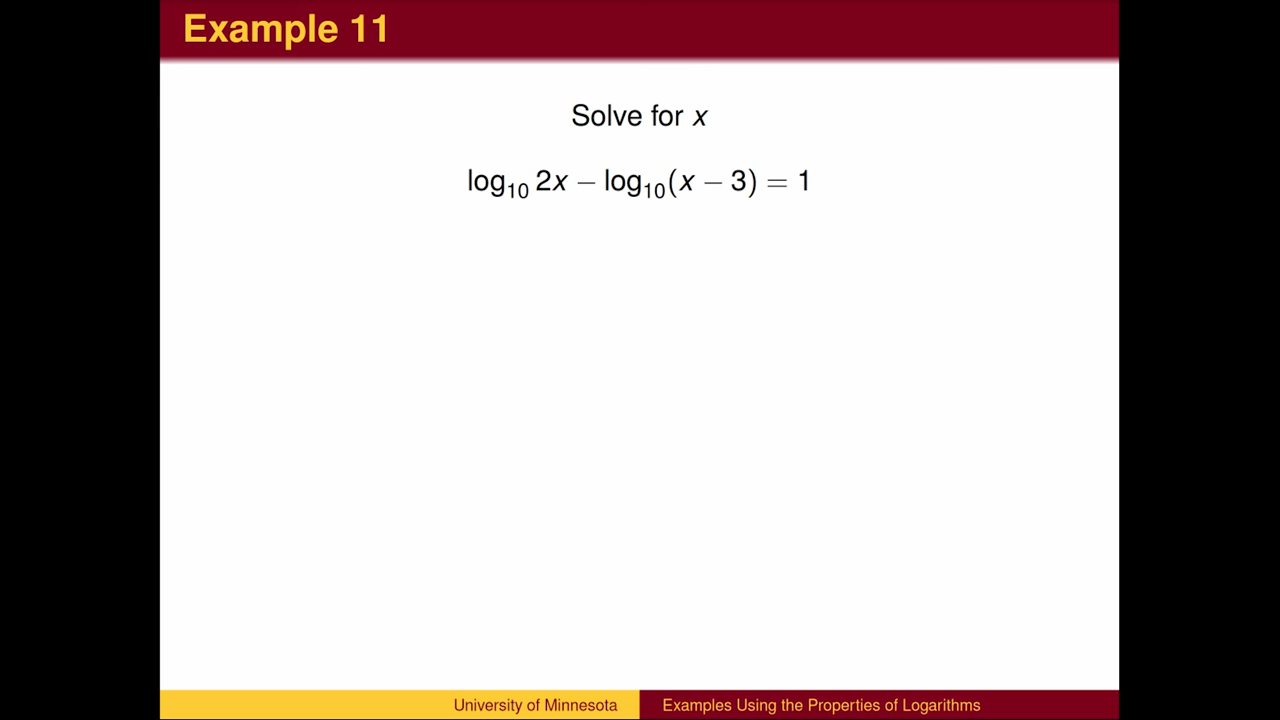 Example 11
Solve for x
log₁₀ 2x − log₁₀(x − 3) = 1
University of Minnesota
Examples Using the Properties of Logarithms